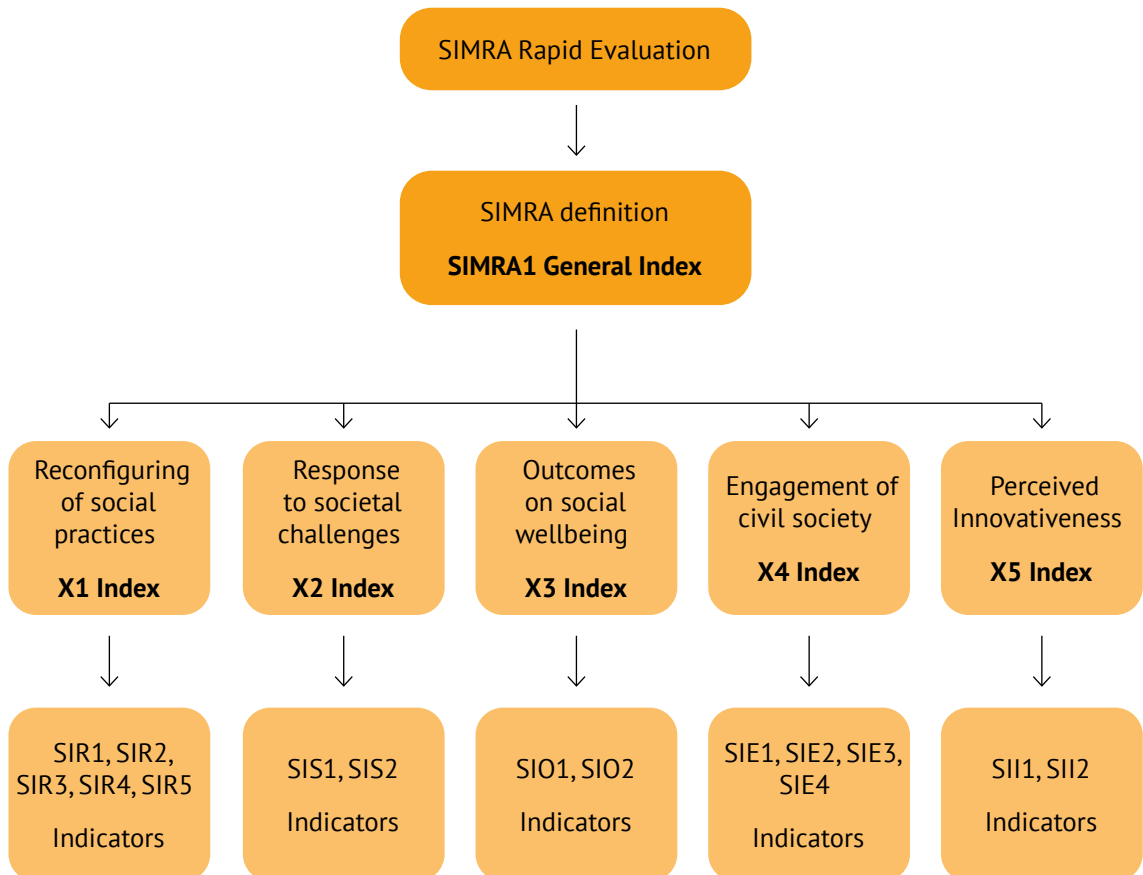 SIMRA Rapid Evaluation
SIMRA definition
SIMRA1 General Index
Reconfiguring
of social
practices
X1 Index
Response
to societal
challenges
X2 Index
Outcomes
on social
wellbeing
X3 Index
Engagement of
civil society
X4 Index
Perceived
Innovativeness
X5 Index
SIR1, SIR2,
SIR3, SIR4, SIR5
Indicators
SIS1, SIS2
Indicators
SIO1, SIO2
Indicators
SIE1, SIE2, SIE3,
SIE4
Indicators
SII1, SII2
Indicators